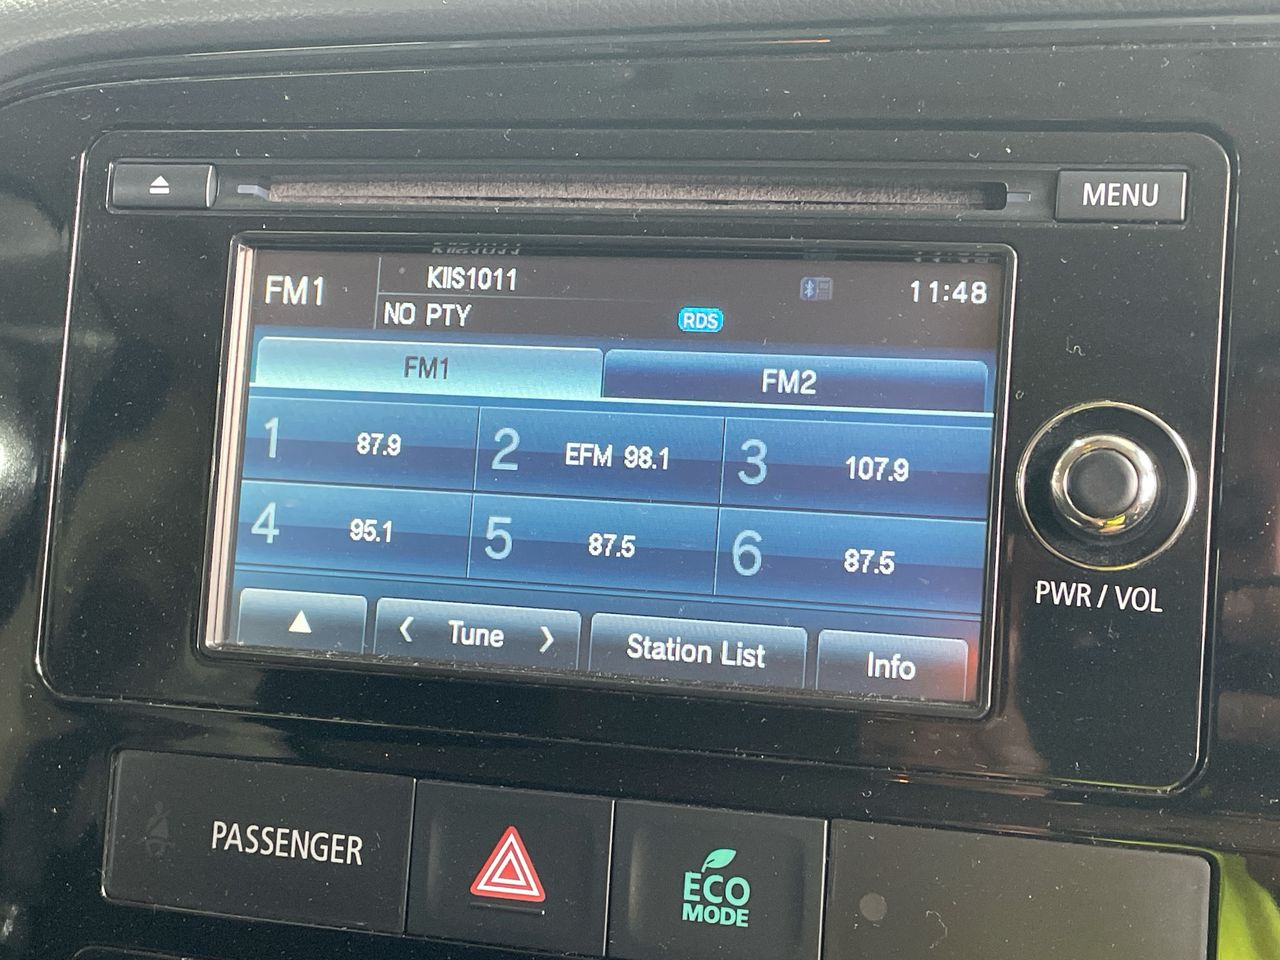 MENU
FM1
KIIS1011
11:48
NO PTY
RDS
FM1
FM2
1 87.9
2 EFM 98.1
3 107.9
4 95.1
5 87.5
6 87.5
Tune
Station List
Info
PWR / VOL
PASSENGER
ECO
MODE